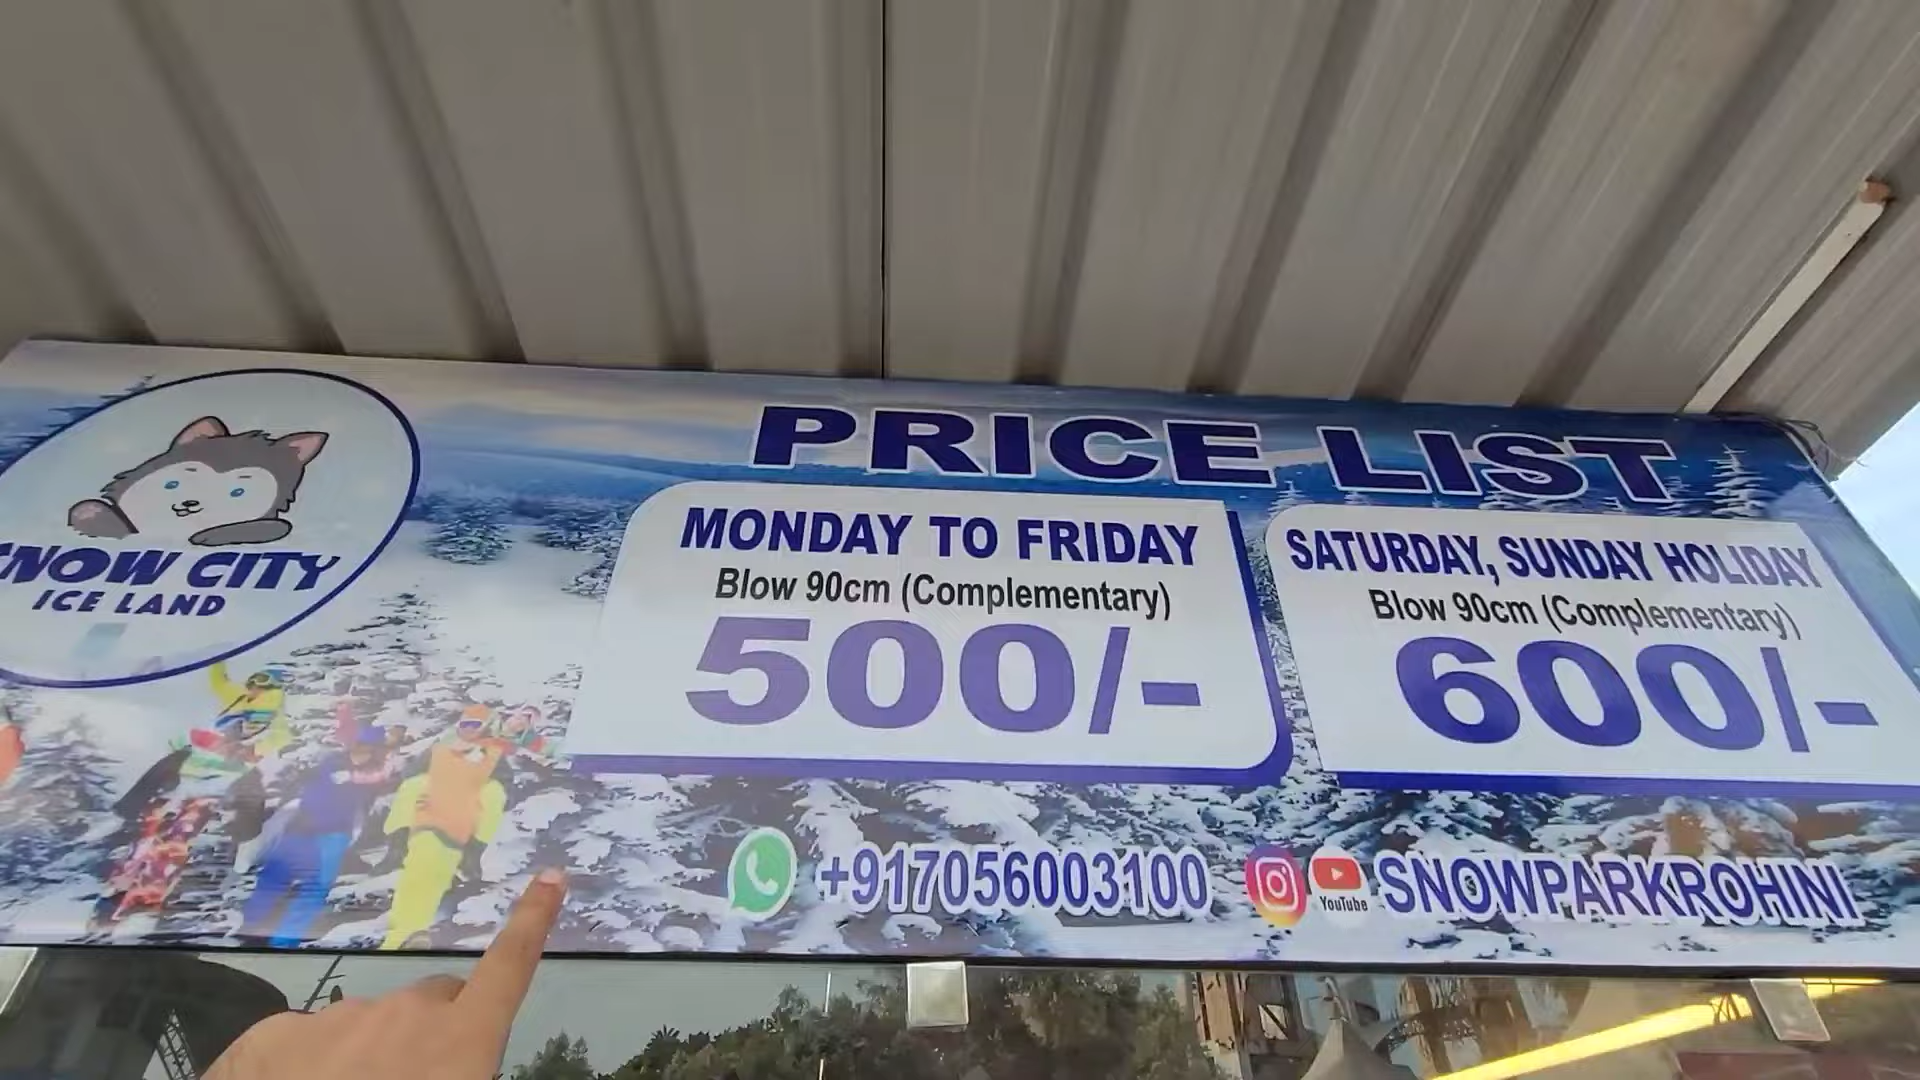 SNOW CITY
ICE LAND
PRICE LIST
MONDAY TO FRIDAY
Blow 90cm (Complementary)
500/-
SATURDAY, SUNDAY HOLIDAY
Blow 90cm (Complementary)
600/-
+917056003100
YouTube
SNOWPARKROHINI